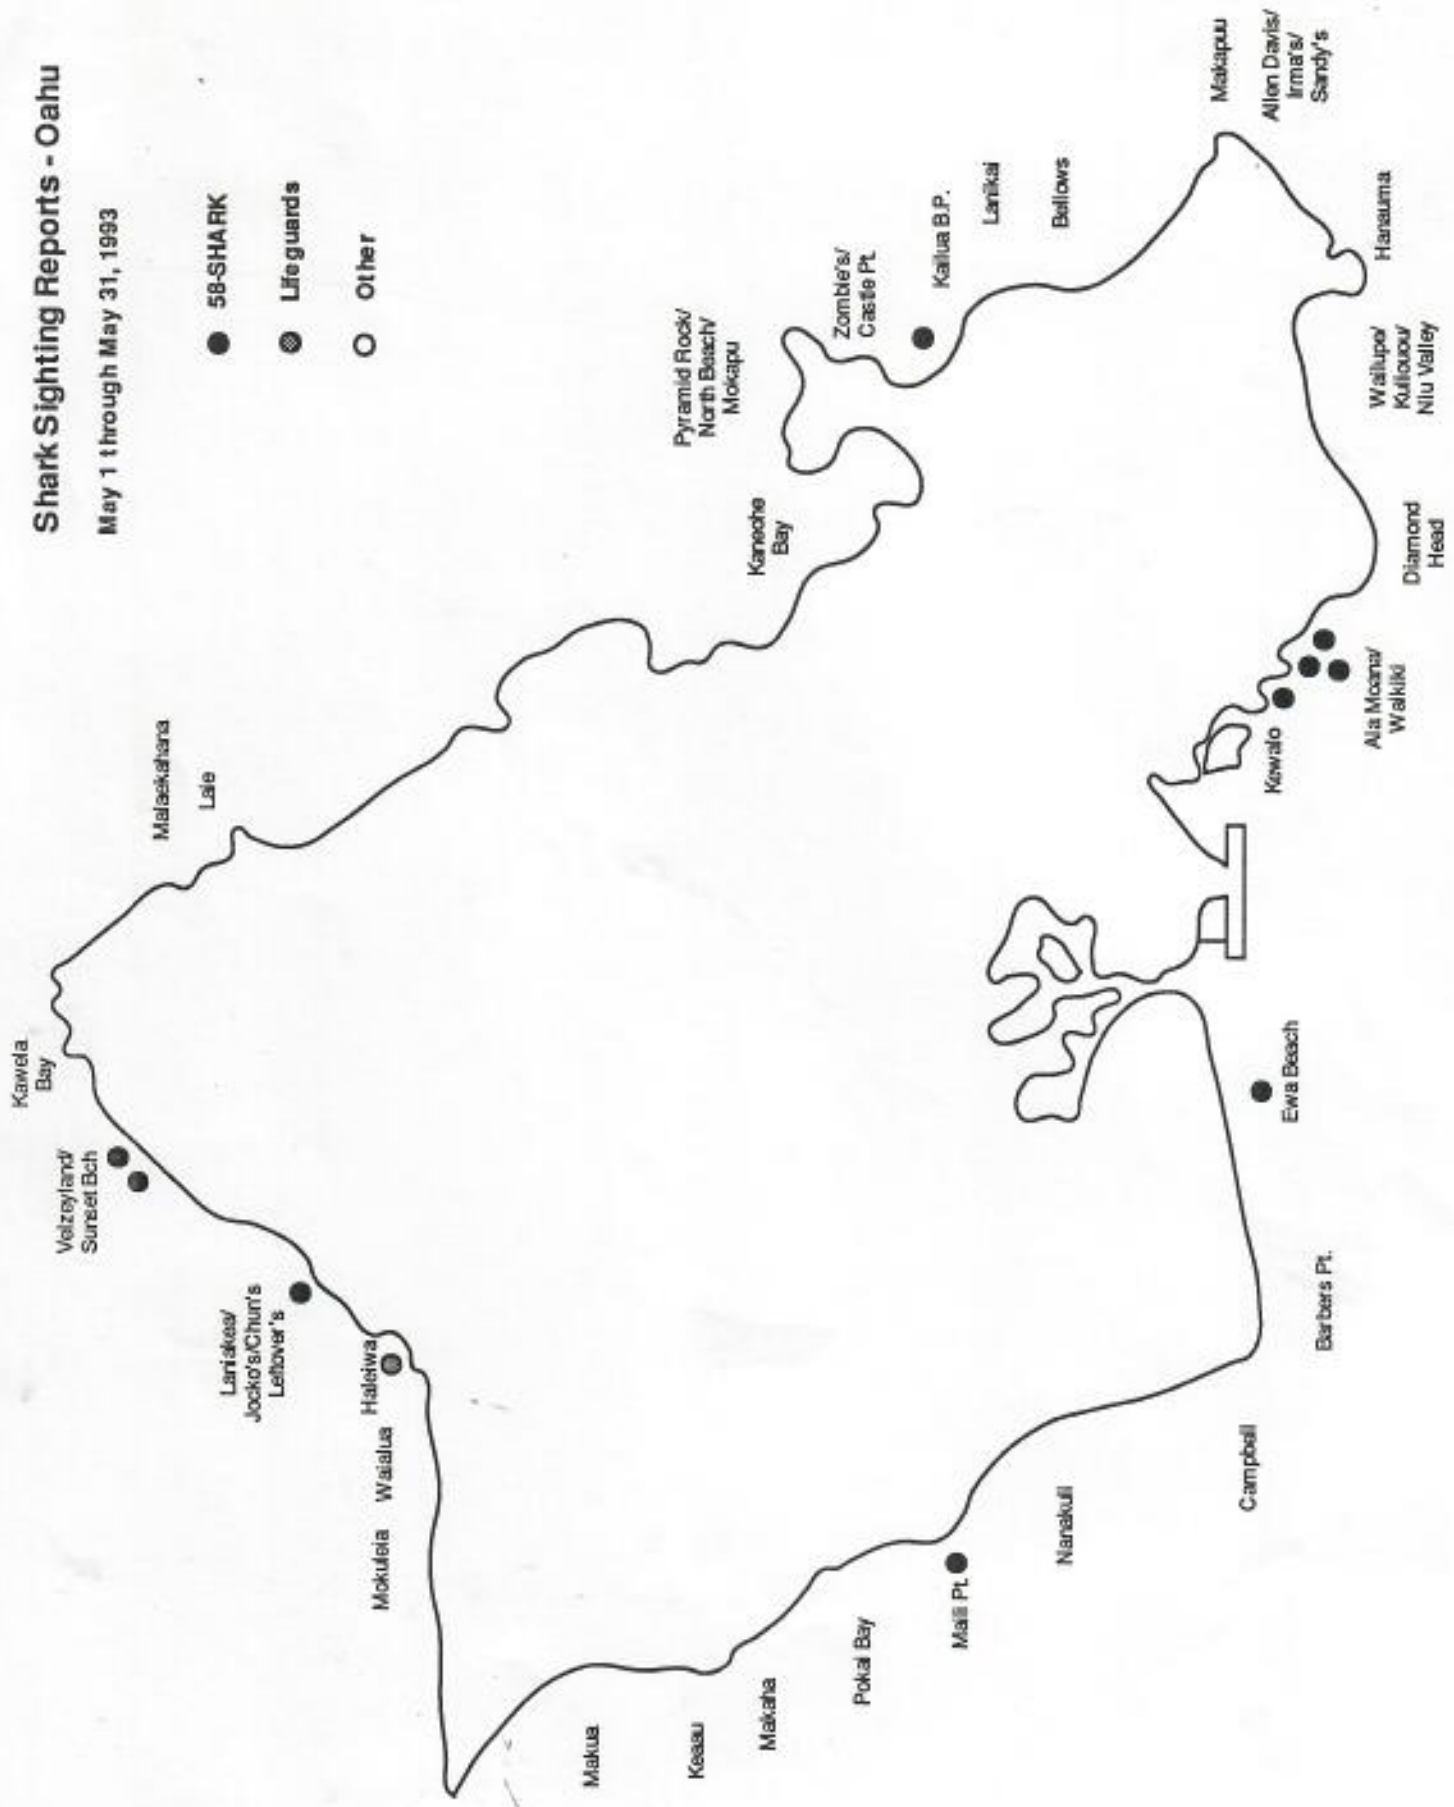 Shark Sighting Reports - Oahu
May 1 through May 31, 1993
58-SHARK
Lifeguards
Other
Kawela
Bay
Velzeyland/
Sunset Bch
Laniakea/
Jocko's/Chun's
Leftover's
Haleiwa
Waialua
Mokuleia
Malaekahana
Laie
Kaneohe
Bay
Pyramid Rock/
North Beach/
Mokapu
Zombie's/
Castle Pt.
Kailua B.P.
Lanikai
Bellows
Makapuu
Allen Davis/
Irma's/
Sandy's
Hanauma
Wailupe/
Kuliouou/
Niu Valley
Diamond
Head
Ala Moana/
Waikiki
Kewalo
Ewa Beach
Barbers Pt.
Campbell
Nanakuli
Maili Pt.
Pokai Bay
Makaha
Keaau
Makua